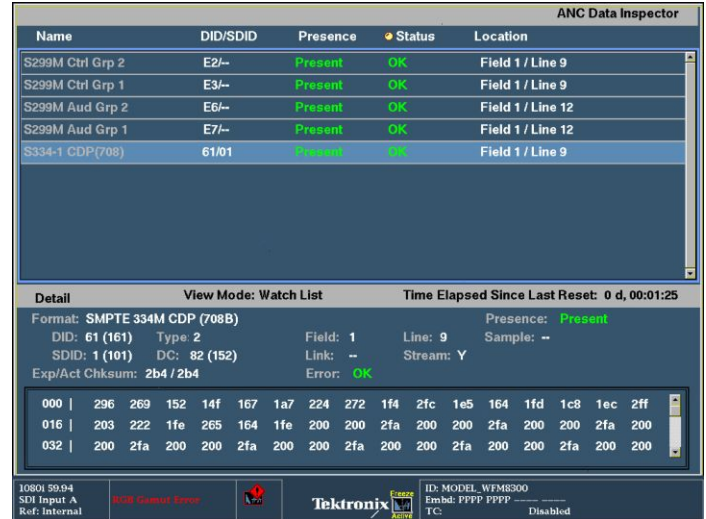 ANC Data Inspector
Name DID/SDID Presence Status Location
S299M Ctrl Grp 2 E2/-- Present OK Field 1 / Line 9
S299M Ctrl Grp 1 E3/-- Present OK Field 1 / Line 9
S299M Aud Grp 2 E6/-- Present OK Field 1 / Line 12
S299M Aud Grp 1 E7/-- Present OK Field 1 / Line 12
S334-1 CDP(708) 61/01 Present OK Field 1 / Line 9
Detail View Mode: Watch List Time Elapsed Since Last Reset: 0 d, 00:01:25
Format: SMPTE 334M CDP (708B) Presence: Present
DID: 61 (161) Type: 2 Field: 1 Line: 9 Sample: --
SDID: 1 (101) DC: 82 (152) Link: -- Stream: Y
Exp/Act Chksum: 2b4 / 2b4 Error: OK
000 | 296 269 152 14f 167 1a7 224 272 1f4 2fc 1e5 164 1fd 1c8 1ec 2ff
016 | 203 222 1fe 265 164 1fe 200 200 2fa 200 200 2fa 200 200 2fa 200
032 | 200 2fa 200 200 2fa 200 200 2fa 200 200 2fa 200 200 2fa 200 200
1080i 59.94
SDI Input A
Ref: Internal
RGB Gamut Error
Tektronix
Freeze
Active
ID: MODEL_WFM8300
Embd: PPPP PPPP ---- ----
TC: Disabled